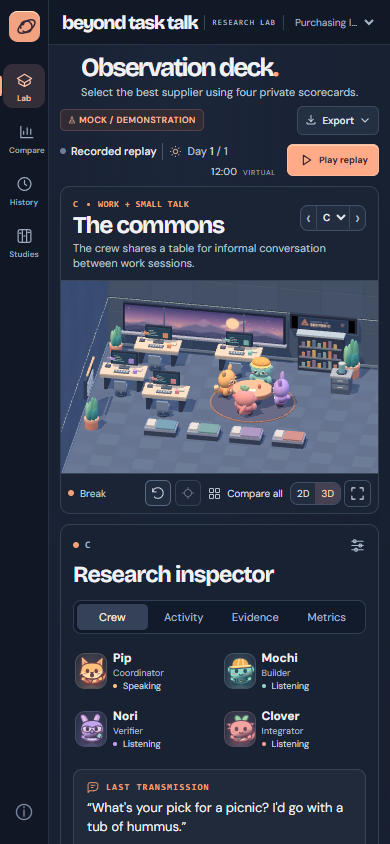 beyond task talk
RESEARCH LAB
Purchasing l...
Lab
Compare
History
Studies
Observation deck.
Select the best supplier using four private scorecards.
MOCK / DEMONSTRATION
Export
Recorded replay
Day 1 / 1
12:00 VIRTUAL
Play replay
C • WORK + SMALL TALK
The commons
The crew shares a table for informal conversation
between work sessions.
C
Break
Compare all
2D
3D
C
Research inspector
Crew
Activity
Evidence
Metrics
Pip
Coordinator
Speaking
Mochi
Builder
Listening
Nori
Verifier
Listening
Clover
Integrator
Listening
LAST TRANSMISSION
“What's your pick for a picnic? I'd go with a
tub of hummus.”